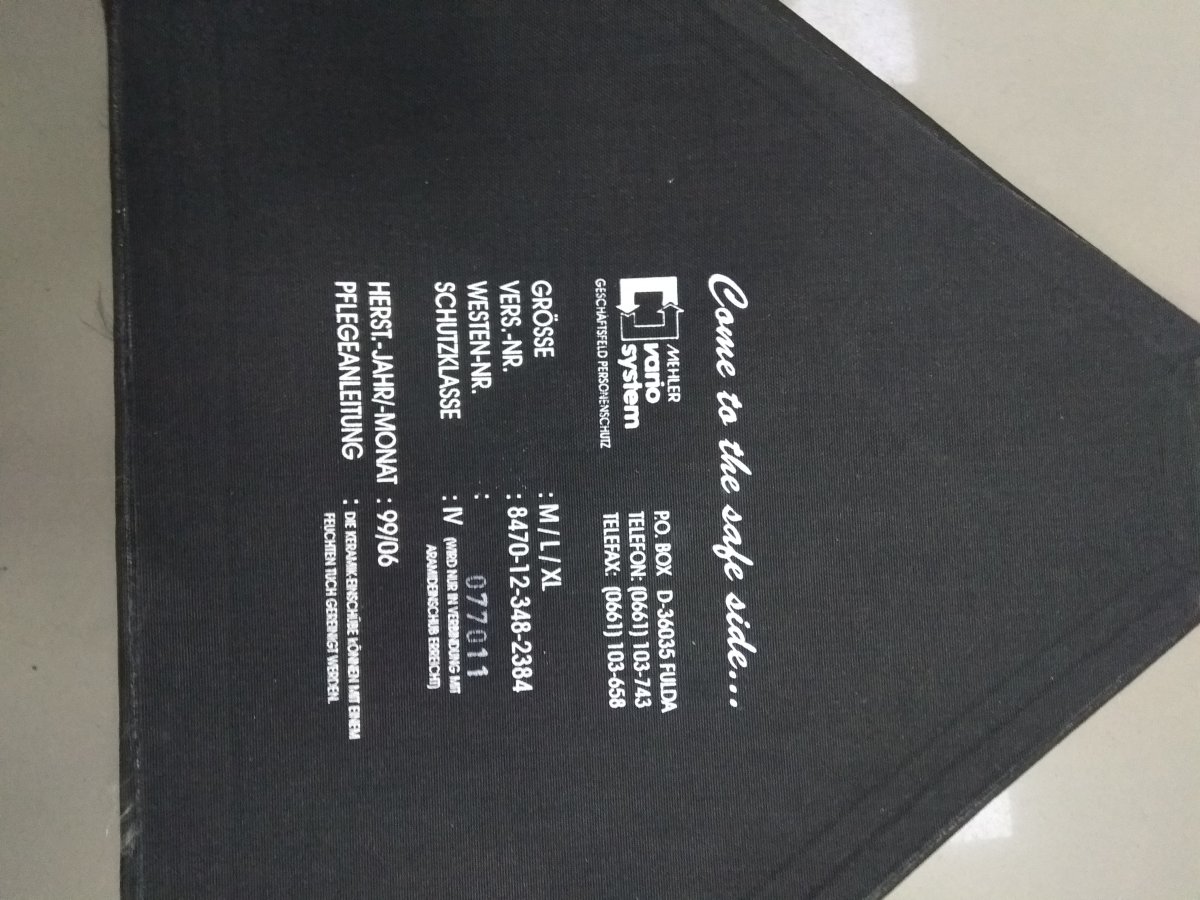 Come to the safe side...
MEHLER
vario
system
GESCHÄFTSFELD PERSONENSCHUTZ
P.O. BOX D-36035 FULDA
TELEFON: (0661) 103-743
TELEFAX: (0661) 103-658
GRÖSSE : M / L / XL
VERS.-NR. : 8470-12-348-2384
WESTEN-NR. : 077011
SCHUTZKLASSE : IV (WIRD NUR IN VERBINDUNG MIT
ARAMIDEINSCHUB ERREICHT)
HERST.-JAHR/-MONAT : 99/06
PFLEGEANLEITUNG : DIE KERAMIK-EINSCHÜBE KÖNNEN MIT EINEM
FEUCHTEN TUCH GEREINIGT WERDEN.